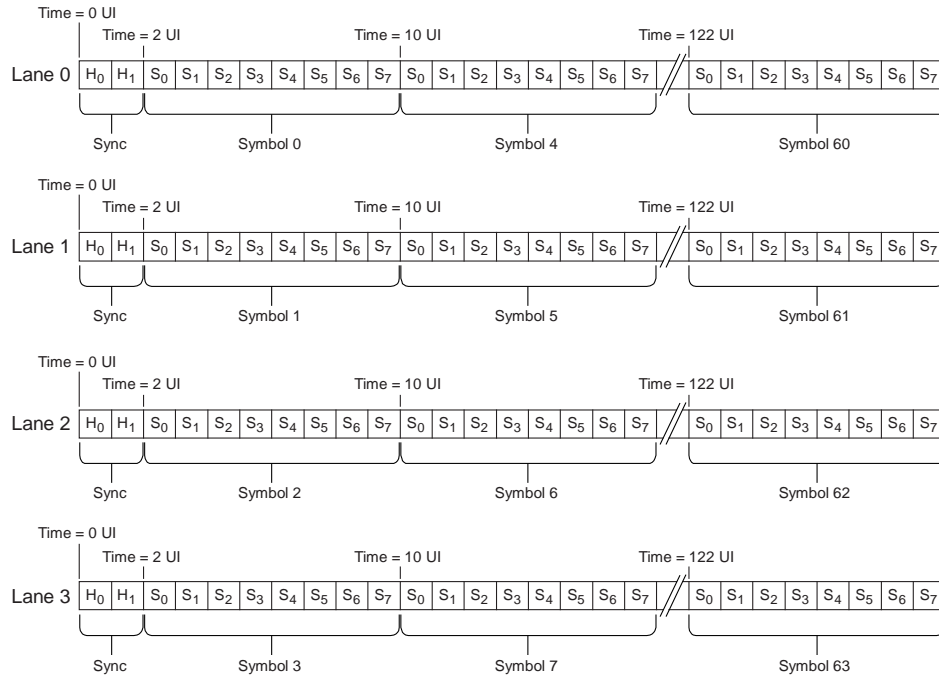 Time = 0 UI
Time = 2 UI Time = 10 UI Time = 122 UI
Lane 0 H0 H1 S0 S1 S2 S3 S4 S5 S6 S7 S0 S1 S2 S3 S4 S5 S6 S7 S0 S1 S2 S3 S4 S5 S6 S7
Sync Symbol 0 Symbol 4 Symbol 60
Time = 0 UI
Time = 2 UI Time = 10 UI Time = 122 UI
Lane 1 H0 H1 S0 S1 S2 S3 S4 S5 S6 S7 S0 S1 S2 S3 S4 S5 S6 S7 S0 S1 S2 S3 S4 S5 S6 S7
Sync Symbol 1 Symbol 5 Symbol 61
Time = 0 UI
Time = 2 UI Time = 10 UI Time = 122 UI
Lane 2 H0 H1 S0 S1 S2 S3 S4 S5 S6 S7 S0 S1 S2 S3 S4 S5 S6 S7 S0 S1 S2 S3 S4 S5 S6 S7
Sync Symbol 2 Symbol 6 Symbol 62
Time = 0 UI
Time = 2 UI Time = 10 UI Time = 122 UI
Lane 3 H0 H1 S0 S1 S2 S3 S4 S5 S6 S7 S0 S1 S2 S3 S4 S5 S6 S7 S0 S1 S2 S3 S4 S5 S6 S7
Sync Symbol 3 Symbol 7 Symbol 63